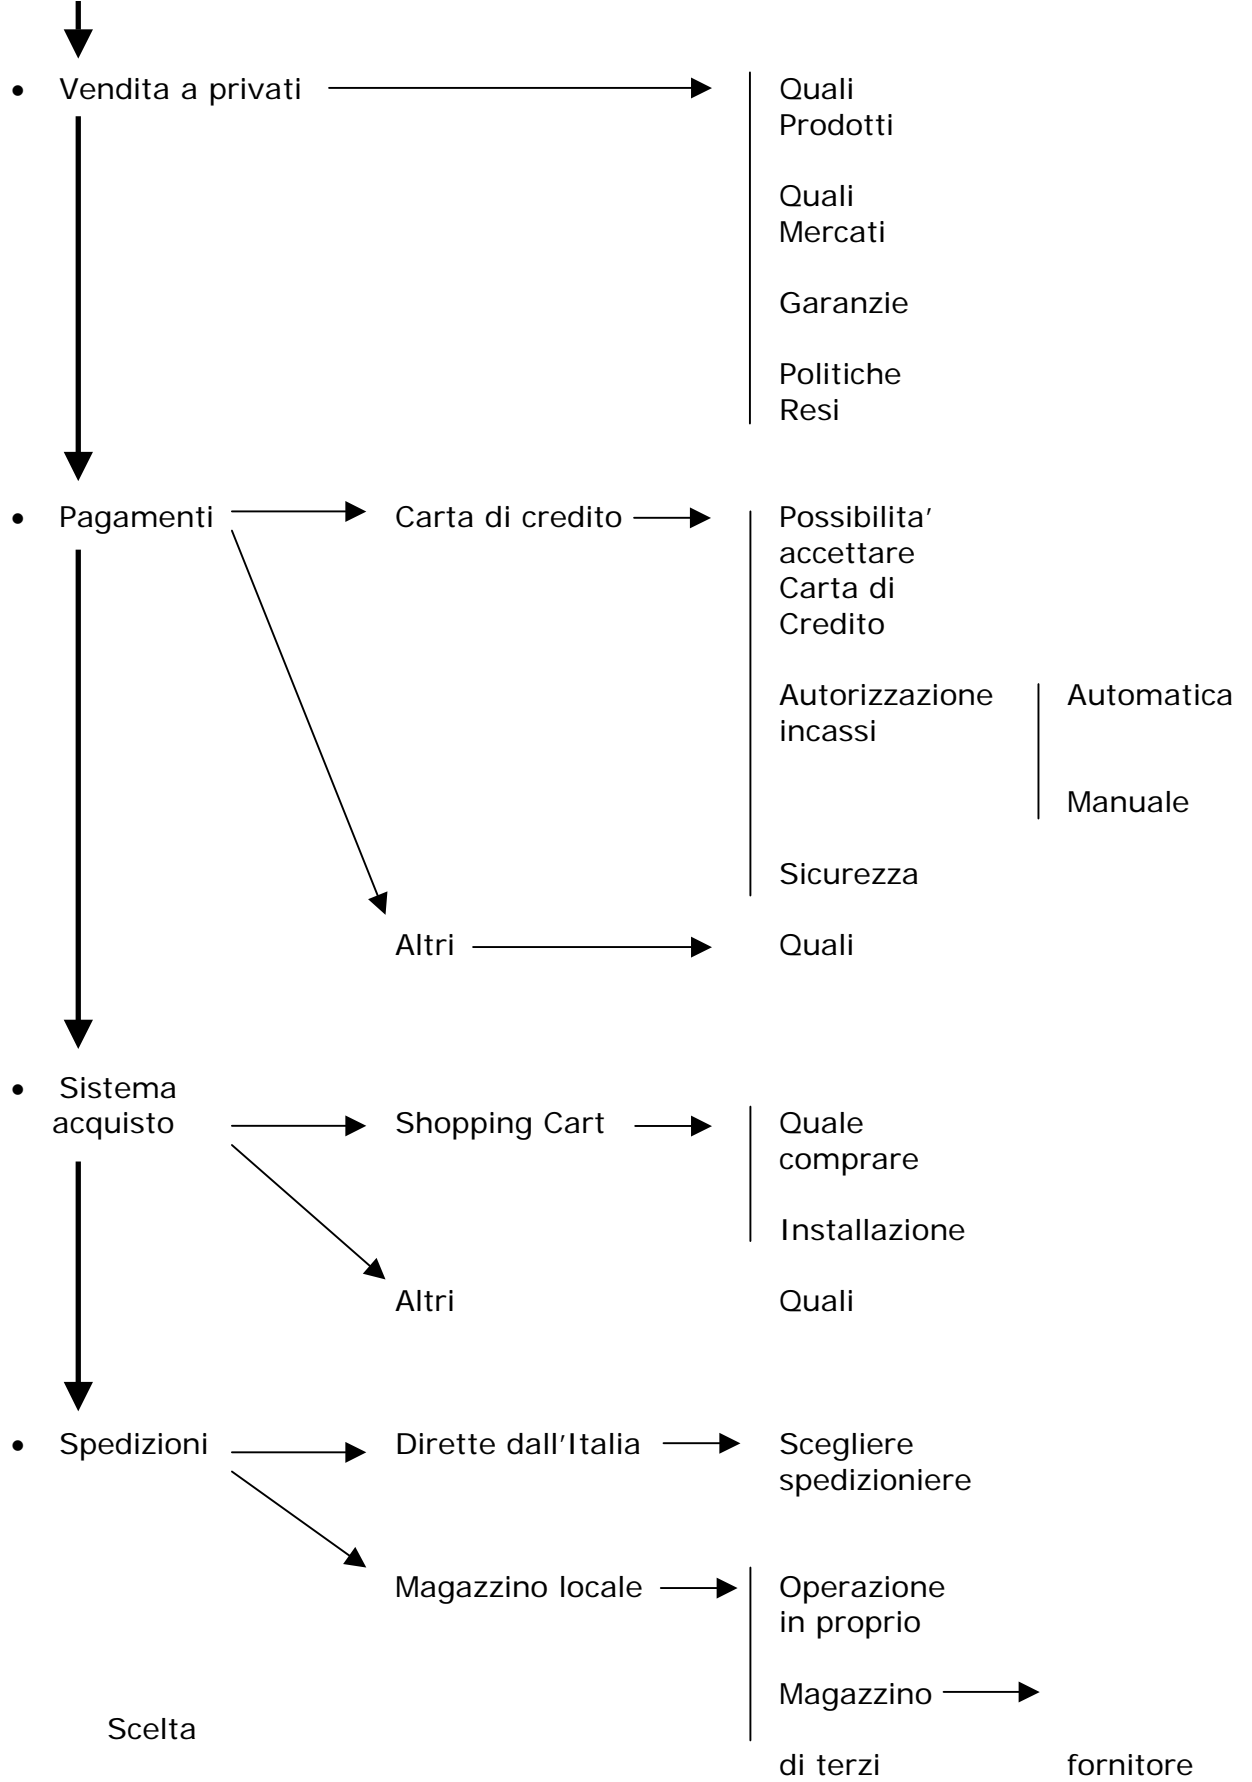 • Vendita a privati
Quali
Prodotti
Quali
Mercati
Garanzie
Politiche
Resi
• Pagamenti
Carta di credito
Possibilita’
accettare
Carta di
Credito
Autorizzazione
incassi
Automatica
Manuale
Sicurezza
Altri
Quali
• Sistema
acquisto
Shopping Cart
Quale
comprare
Installazione
Altri
Quali
• Spedizioni
Dirette dall’Italia
Scegliere
spedizioniere
Magazzino locale
Operazione
in proprio
Magazzino
Scelta
di terzi
fornitore